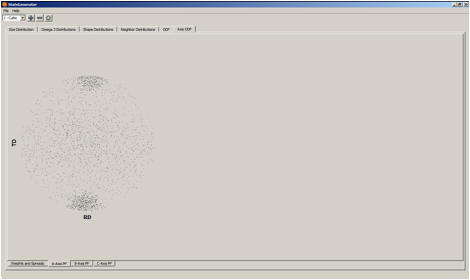 StatsGenerator
File Help
1 - Cubic
Size Distribution Omega 3 Distributions Shape Distributions Neighbor Distributions ODF Axis ODF
TD
RD
Weights and Spreads A-Axis PF B-Axis PF C-Axis PF